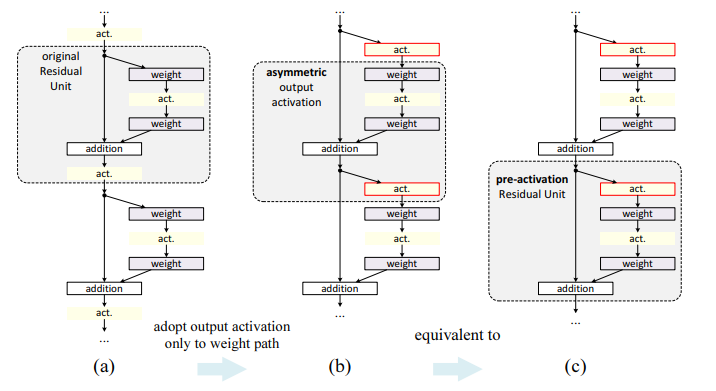 ...
act.
original
Residual
Unit
weight
act.
weight
addition
act.
weight
act.
weight
addition
act.
...
(a)
adopt output activation
only to weight path
...
act.
asymmetric
output
activation
weight
act.
weight
addition
act.
weight
act.
weight
addition
...
(b)
equivalent to
...
act.
weight
act.
weight
addition
pre-activation
Residual Unit
act.
weight
act.
weight
addition
...
(c)